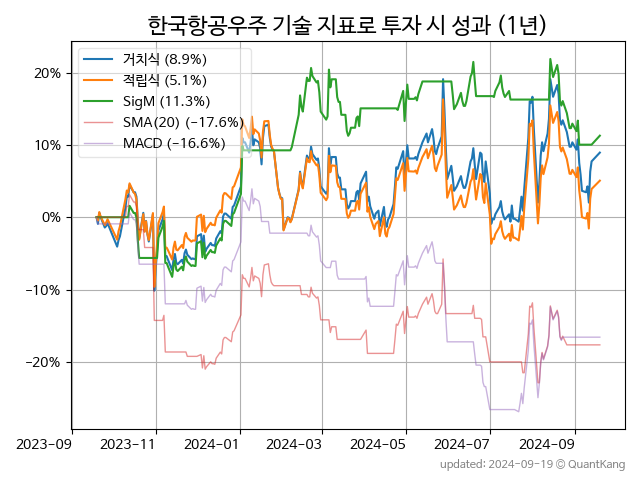 한국항공우주 기술 지표로 투자 시 성과 (1년)
거치식 (8.9%)
적립식 (5.1%)
SigM (11.3%)
SMA(20) (−17.6%)
MACD (−16.6%)
20%
10%
0%
−10%
−20%
2023-09 2023-11 2024-01 2024-03 2024-05 2024-07 2024-09
updated: 2024-09-19 © QuantKang